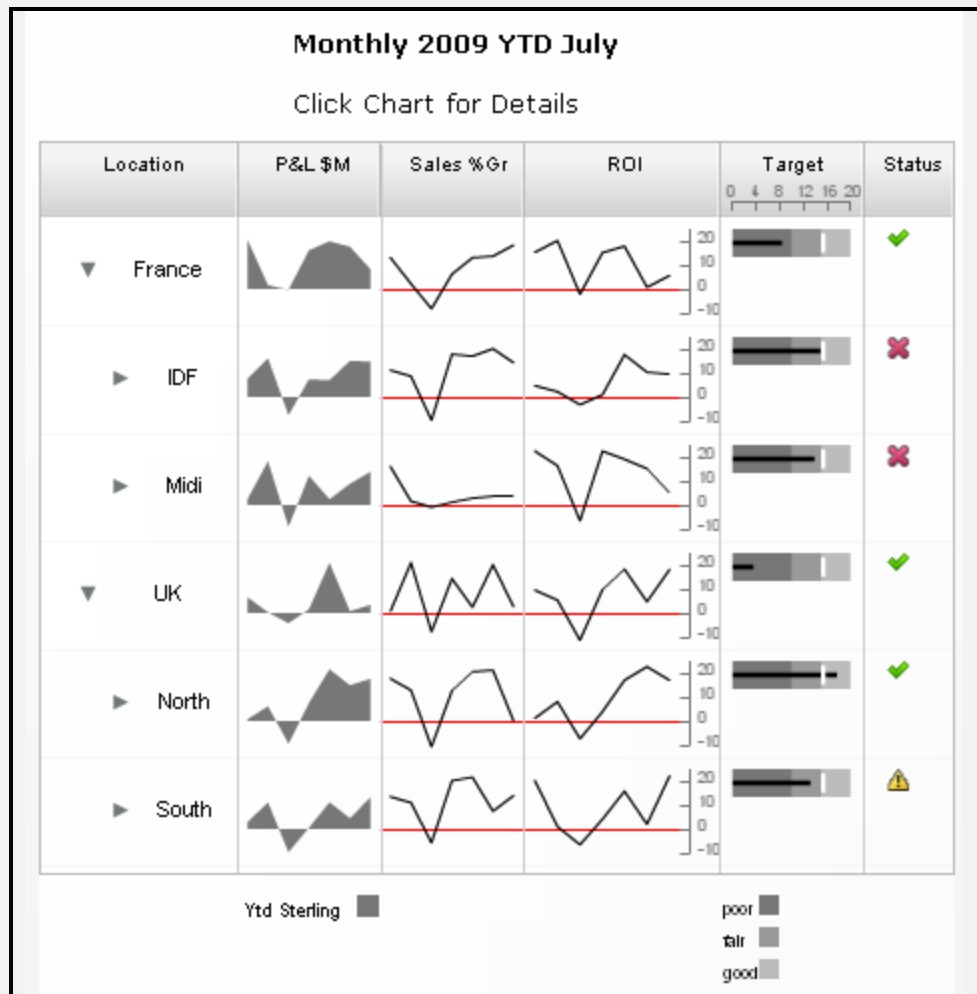 Monthly 2009 YTD July
Click Chart for Details
Location P&L $M Sales %Gr ROI Target Status
0 4 8 12 16 20
France
20
10
0
-10
IDF
20
10
0
-10
Midi
20
10
0
-10
UK
20
10
0
-10
North
20
10
0
-10
South
20
10
0
-10
Ytd Sterling
poor
fair
good